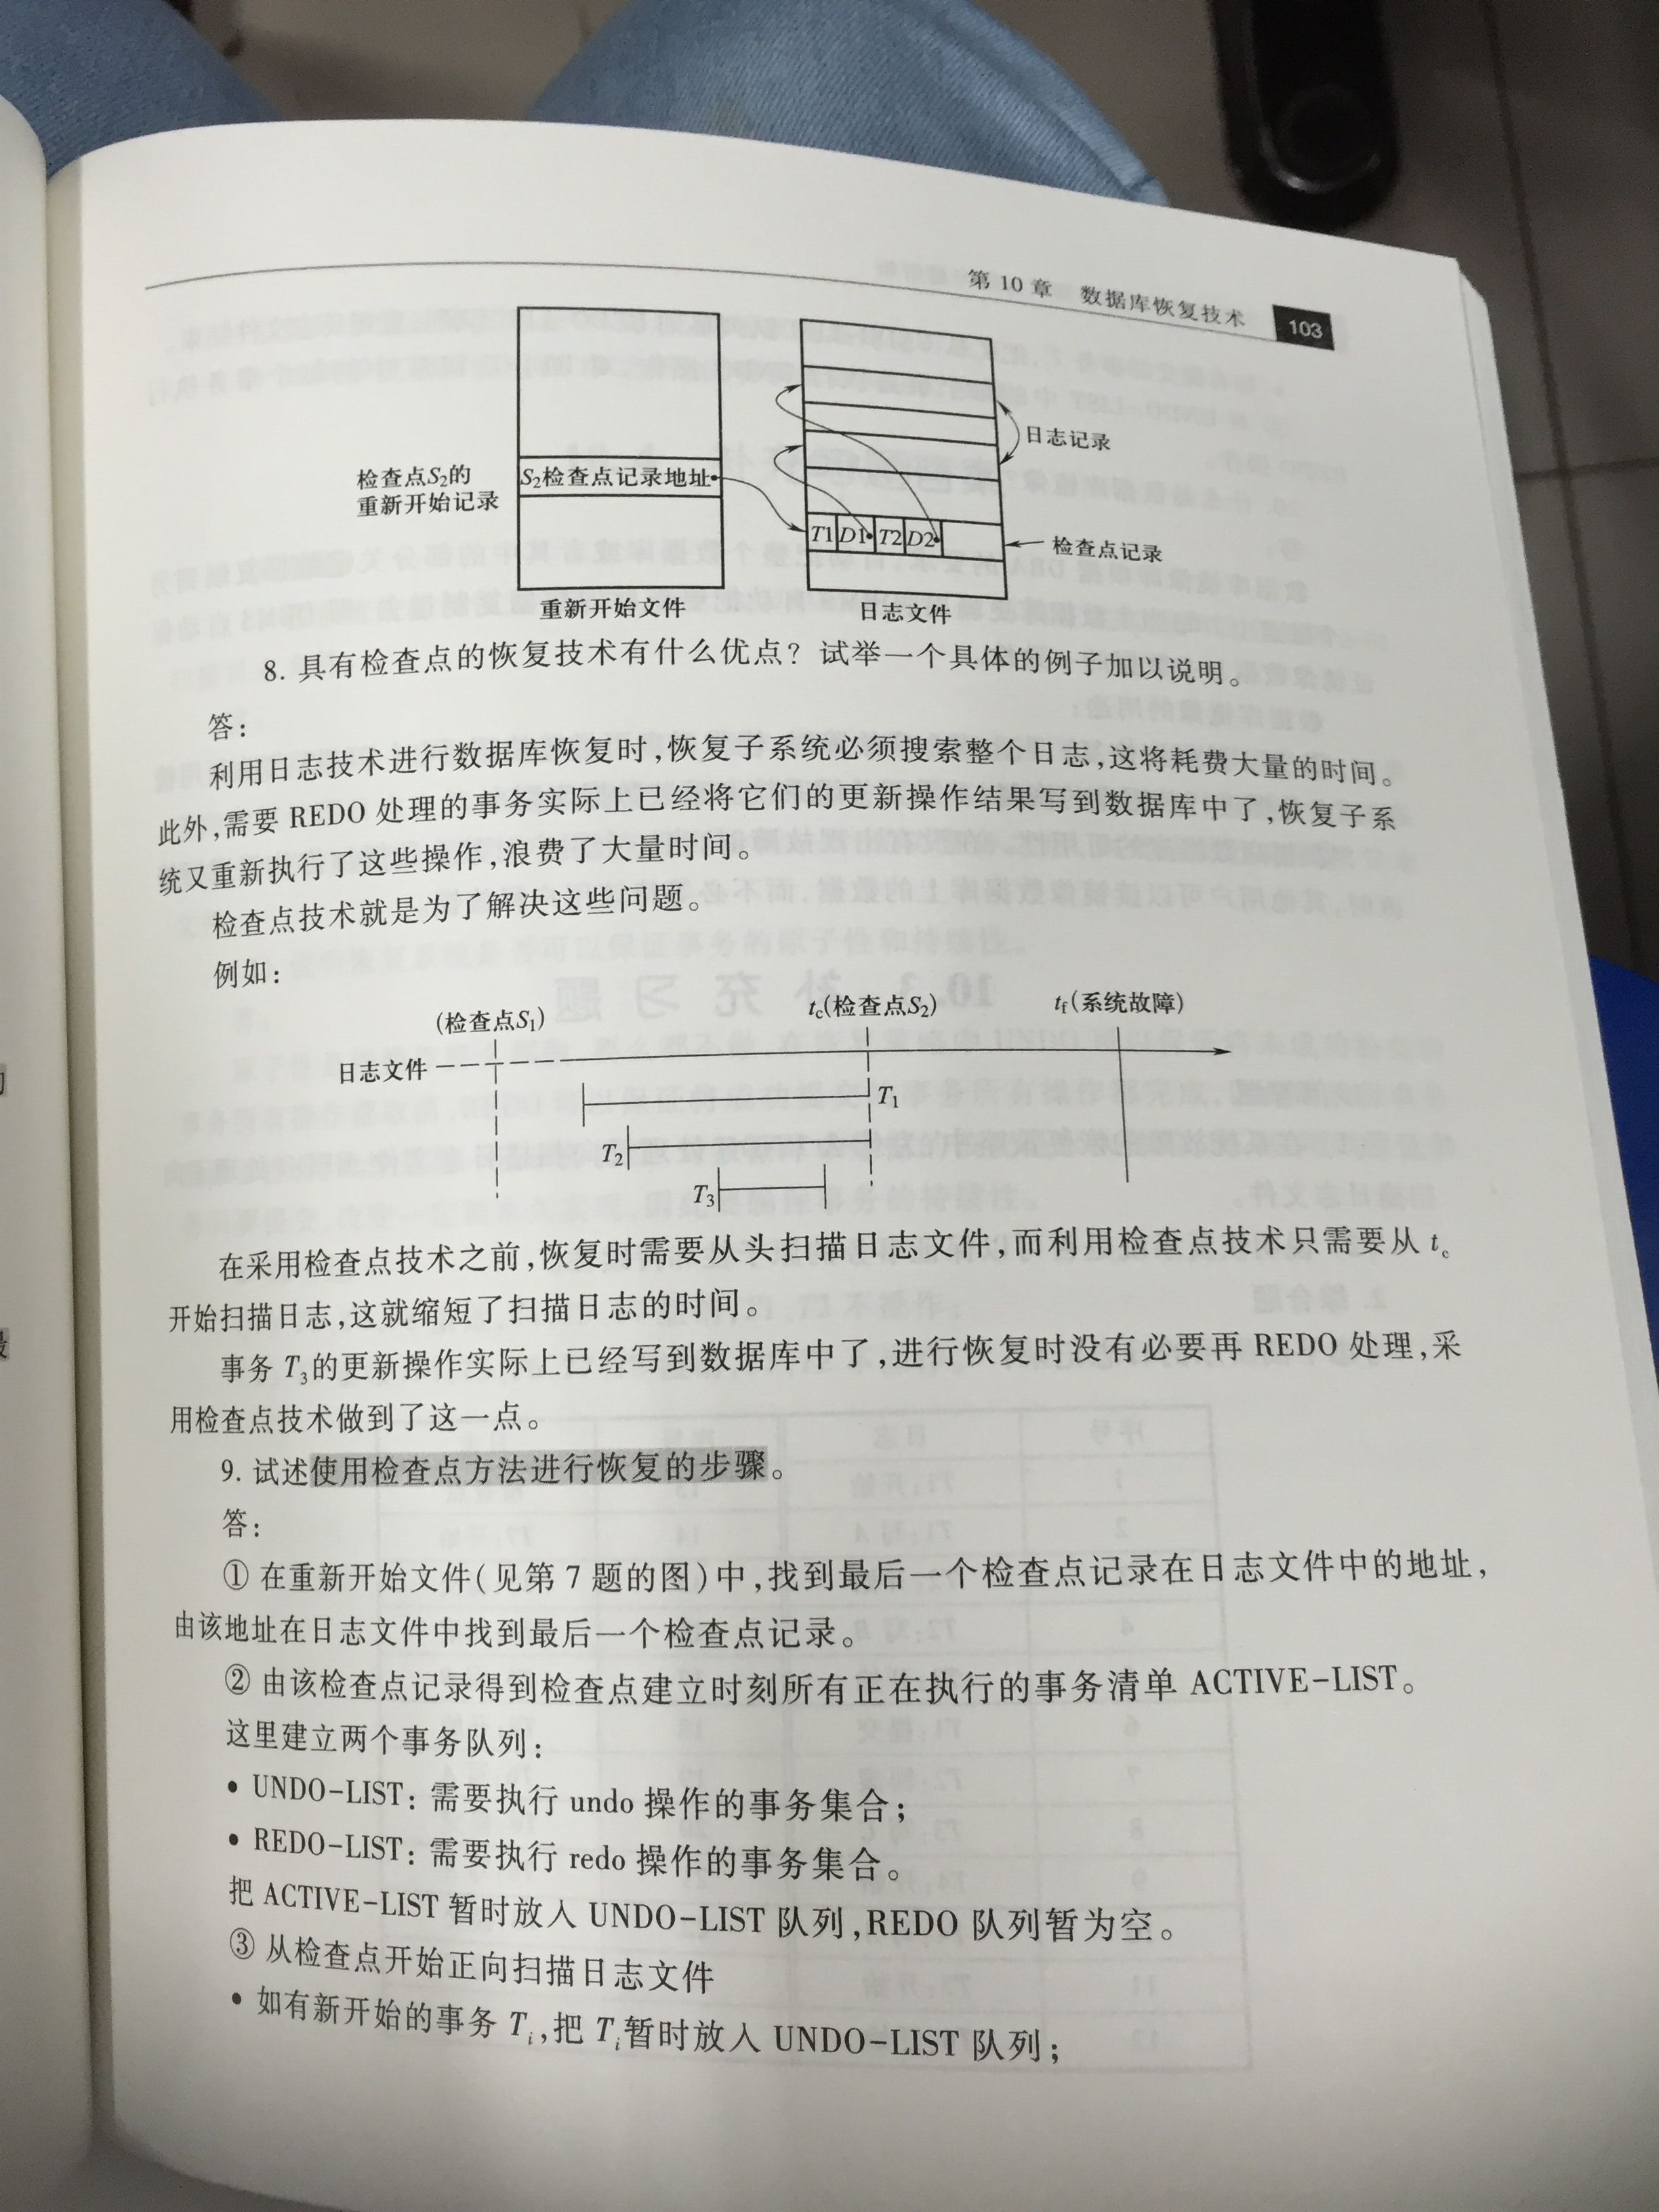 第 10 章 数据库恢复技术 103
检查点S₂的
重新开始记录
S₂检查点记录地址
重新开始文件
日志记录
T1 D1 T2 D2
检查点记录
日志文件
8. 具有检查点的恢复技术有什么优点？试举一个具体的例子加以说明。
答：
利用日志技术进行数据库恢复时，恢复子系统必须搜索整个日志，这将耗费大量的时间。
此外，需要 REDO 处理的事务实际上已经将它们的更新操作结果写到数据库中了，恢复子系
统又重新执行了这些操作，浪费了大量时间。
检查点技术就是为了解决这些问题。
例如：
(检查点S₁) tc(检查点S₂) tf(系统故障)
日志文件
T₁
T₂
T₃
在采用检查点技术之前，恢复时需要从头扫描日志文件，而利用检查点技术只需要从 tc
开始扫描日志，这就缩短了扫描日志的时间。
事务 T₃的更新操作实际上已经写到数据库中了，进行恢复时没有必要再 REDO 处理，采
用检查点技术做到了这一点。
9. 试述使用检查点方法进行恢复的步骤。
答：
① 在重新开始文件(见第 7 题的图)中，找到最后一个检查点记录在日志文件中的地址，
由该地址在日志文件中找到最后一个检查点记录。
② 由该检查点记录得到检查点建立时刻所有正在执行的事务清单 ACTIVE-LIST。
这里建立两个事务队列：
• UNDO-LIST：需要执行 undo 操作的事务集合；
• REDO-LIST：需要执行 redo 操作的事务集合。
把 ACTIVE-LIST 暂时放入 UNDO-LIST 队列，REDO 队列暂为空。
③ 从检查点开始正向扫描日志文件
• 如有新开始的事务 Tᵢ，把 Tᵢ暂时放入 UNDO-LIST 队列；